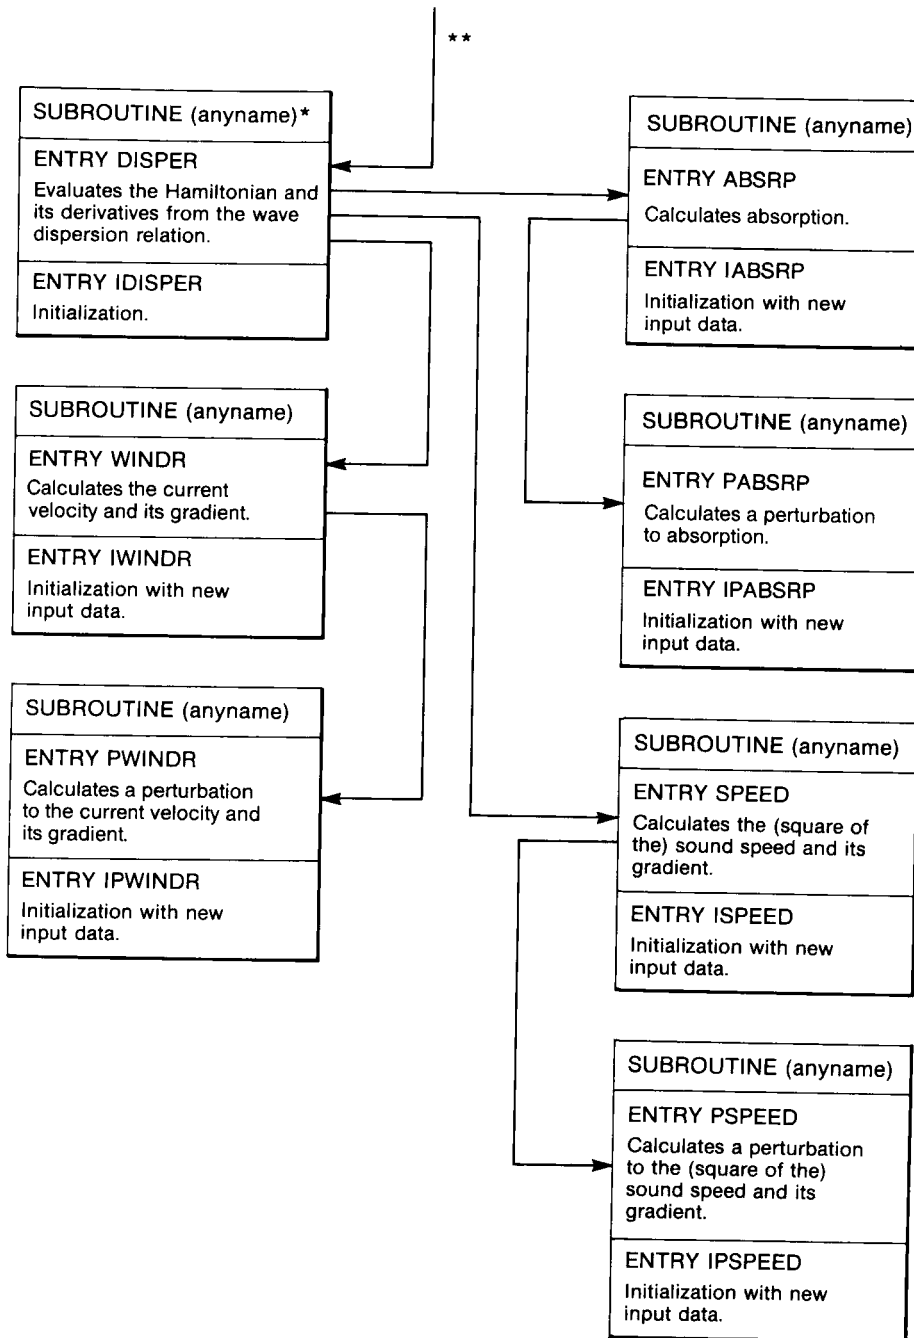 **
SUBROUTINE (anyname)*
ENTRY DISPER
Evaluates the Hamiltonian and
its derivatives from the wave
dispersion relation.
ENTRY IDISPER
Initialization.
SUBROUTINE (anyname)
ENTRY WINDR
Calculates the current
velocity and its gradient.
ENTRY IWINDR
Initialization with new
input data.
SUBROUTINE (anyname)
ENTRY PWINDR
Calculates a perturbation
to the current velocity and
its gradient.
ENTRY IPWINDR
Initialization with new
input data.
SUBROUTINE (anyname)
ENTRY ABSRP
Calculates absorption.
ENTRY IABSRP
Initialization with new
input data.
SUBROUTINE (anyname)
ENTRY PABSRP
Calculates a perturbation
to absorption.
ENTRY IPABSRP
Initialization with new
input data.
SUBROUTINE (anyname)
ENTRY SPEED
Calculates the (square of
the) sound speed and its
gradient.
ENTRY ISPEED
Initialization with new
input data.
SUBROUTINE (anyname)
ENTRY PSPEED
Calculates a perturbation
to the (square of the)
sound speed and its
gradient.
ENTRY IPSPEED
Initialization with new
input data.